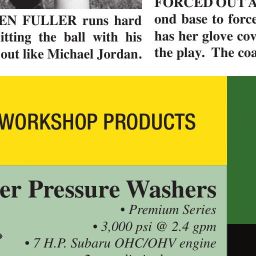 EN FULLER runs hard
itting the ball with his
out like Michael Jordan.
FORCED OUT A
ond base to force
has her glove cov
the play. The coa
WORKSHOP PRODUCTS
er Pressure Washers
• Premium Series
• 3,000 psi @ 2.4 gpm
• 7 H.P. Subaru OHC/OHV engine